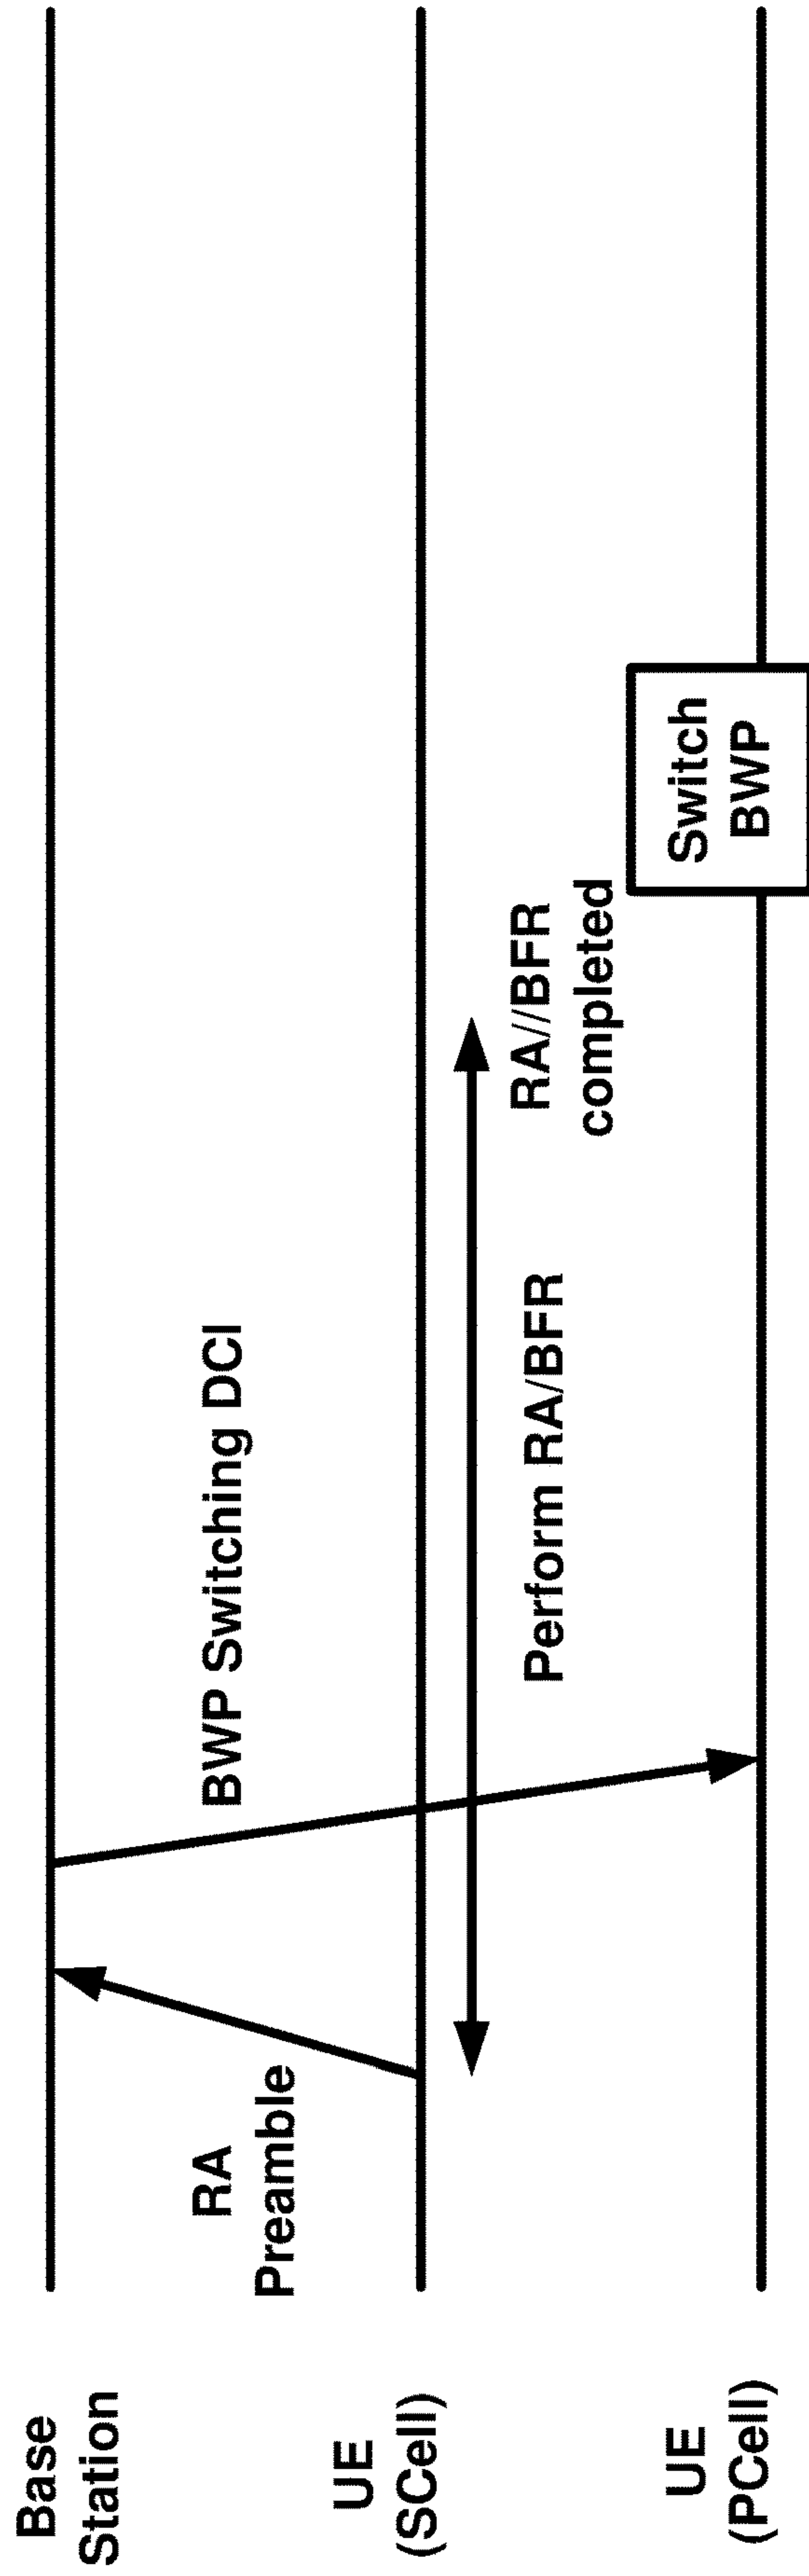 Base
Station
UE
(SCell)
UE
(PCell)
RA
Preamble
BWP Switching DCI
Perform RA/BFR
RA//BFR
completed
Switch
BWP